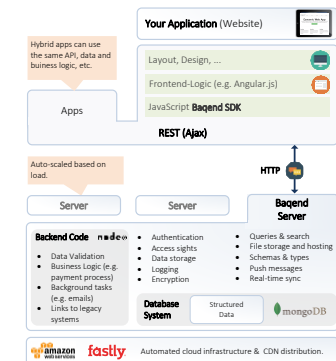 Your Application (Website)
Hybrid apps can use
the same API, data and
buiness logic, etc.
Layout, Design, ...
Frontend-Logic (e.g. Angular.js)
JavaScript Baqend SDK
Apps
REST (Ajax)
Auto-scaled based on
load.
HTTP
Server
Server
Baqend
Server
Backend Code
node
• Data Validation
• Business Logic (e.g.
payment process)
• Background tasks
(e.g. emails)
• Links to legacy
systems
• Authentication
• Access sights
• Data storage
• Logging
• Encryption
• Queries & search
• File storage and hosting
• Schemas & types
• Push messages
• Real-time sync
Database
System
Structured
Data
mongoDB
amazon
web services
fastly
Automated cloud infrastructure & CDN distribution.